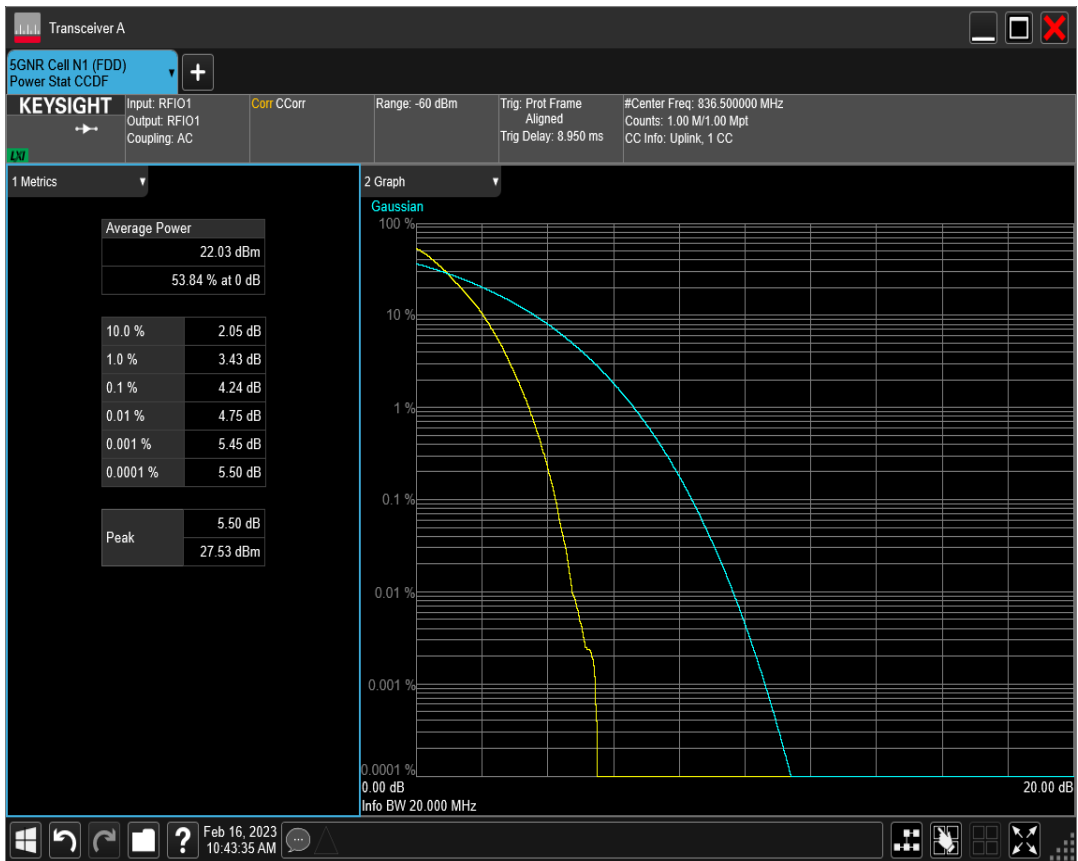 Transceiver A
5GNR Cell N1 (FDD)
Power Stat CCDF
+
KEYSIGHT
LXI
Input: RFIO1
Output: RFIO1
Coupling: AC
Corr CCorr
Range: -60 dBm
Trig: Prot Frame
Aligned
Trig Delay: 8.950 ms
#Center Freq: 836.500000 MHz
Counts: 1.00 M/1.00 Mpt
CC Info: Uplink, 1 CC
1 Metrics
Average Power
22.03 dBm
53.84 % at 0 dB
10.0 % 2.05 dB
1.0 % 3.43 dB
0.1 % 4.24 dB
0.01 % 4.75 dB
0.001 % 5.45 dB
0.0001 % 5.50 dB
Peak
5.50 dB
27.53 dBm
2 Graph
Gaussian
100 %
10 %
1 %
0.1 %
0.01 %
0.001 %
0.0001 %
0.00 dB 20.00 dB
Info BW 20.000 MHz
?
Feb 16, 2023
10:43:35 AM